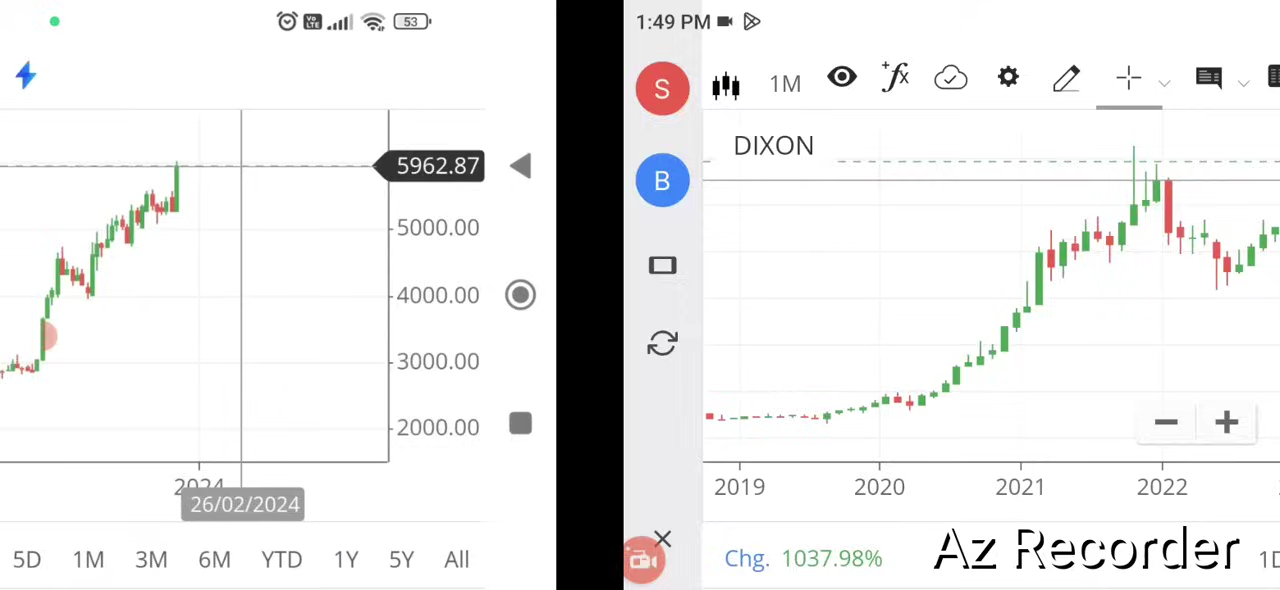 53
5962.87
5000.00
4000.00
3000.00
2000.00
2024
26/02/2024
5D 1M 3M 6M YTD 1Y 5Y All
1:49 PM
S
1M
+fx
DIXON
B
2019 2020 2021 2022
Chg. 1037.98%
Az Recorder